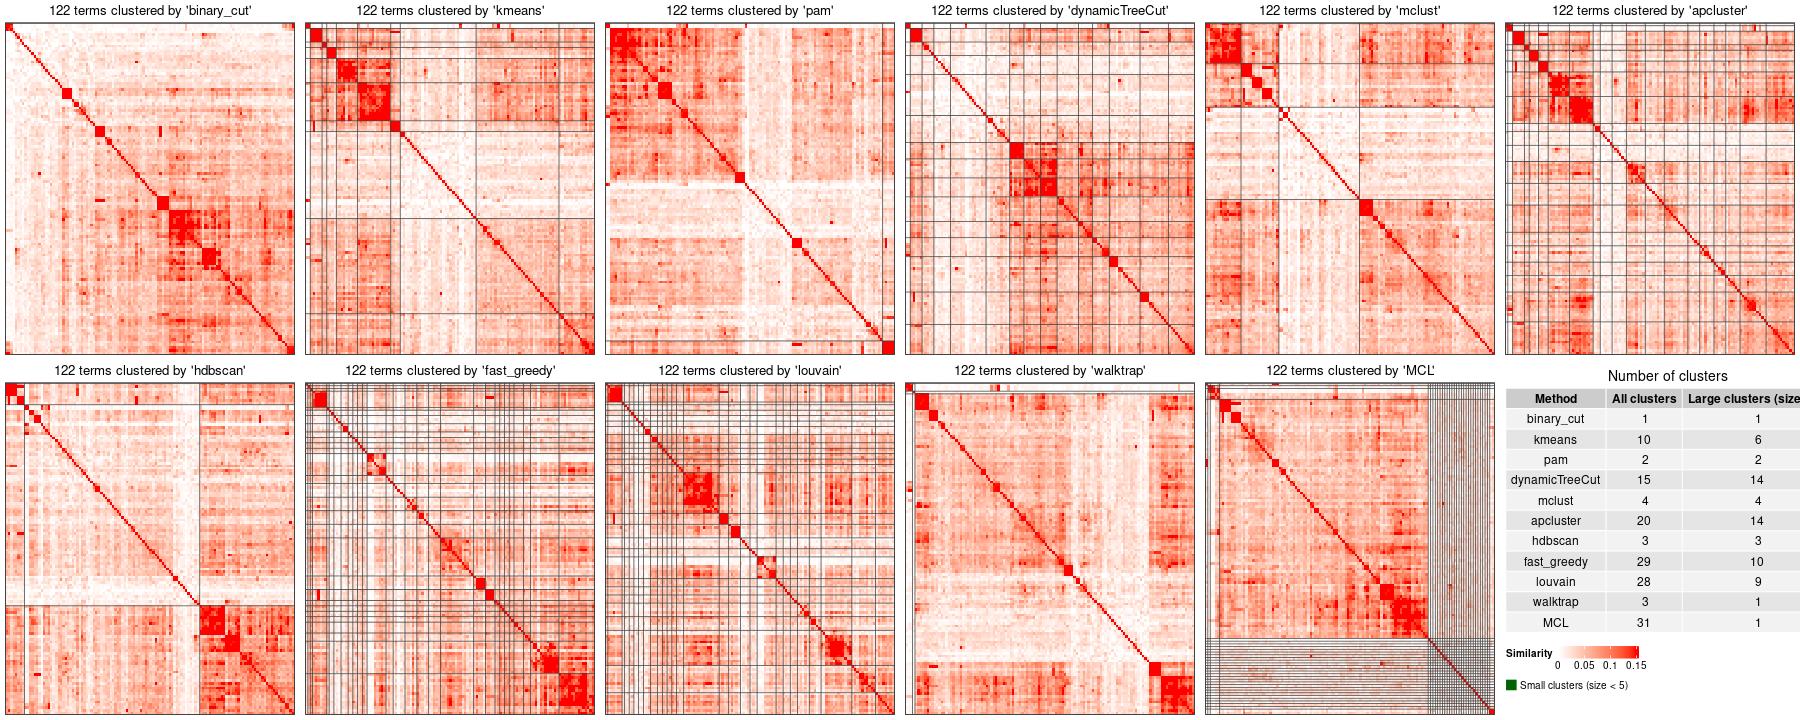 122 terms clustered by 'binary_cut'
122 terms clustered by 'kmeans'
122 terms clustered by 'pam'
122 terms clustered by 'dynamicTreeCut'
122 terms clustered by 'mclust'
122 terms clustered by 'apcluster'
122 terms clustered by 'hdbscan'
122 terms clustered by 'fast_greedy'
122 terms clustered by 'louvain'
122 terms clustered by 'walktrap'
122 terms clustered by 'MCL'
Number of clusters
Method All clusters Large clusters (size
binary_cut 1 1
kmeans 10 6
pam 2 2
dynamicTreeCut 15 14
mclust 4 4
apcluster 20 14
hdbscan 3 3
fast_greedy 29 10
louvain 28 9
walktrap 3 1
MCL 31 1
Similarity
0 0.05 0.1 0.15
Small clusters (size < 5)